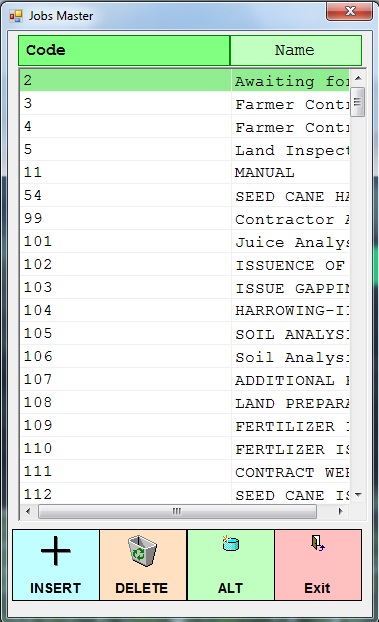 Jobs Master
Code Name
2 Awaiting for
3 Farmer Contr
4 Farmer Contr
5 Land Inspect
11 MANUAL
54 SEED CANE HA
99 Contractor A
101 Juice Analys
102 ISSUENCE OF
103 ISSUE GAPPIN
104 HARROWING-II
105 SOIL ANALYSI
106 Soil Analysi
107 ADDITIONAL
108 LAND PREPARA
109 FERTILIZER I
110 FERTLIZER IS
111 CONTRACT WEE
112 SEED CANE IS
INSERT DELETE ALT Exit